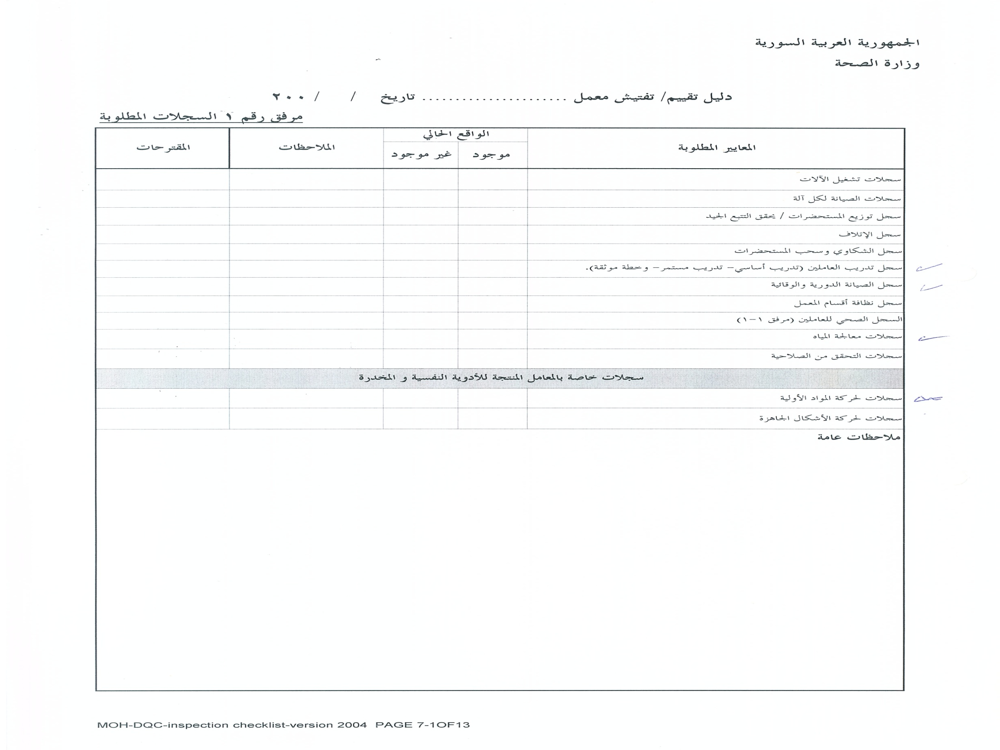 الجمهورية العربية السورية
وزارة الصحة
دليل تقييم/ تفتيش معمل ...................... تاريخ / / ٢٠٠
مرفق رقم ١ السجلات المطلوبة
المعايير المطلوبة
الواقع الحالي
الملاحظات
المقترحات
موجود
غير موجود
سجلات تشغيل الآلات
سجلات الصيانة لكل آلة
سجل توزيع المستحضرات / يحقق التتبع الجيد
سجل الإتلاف
سجل الشكاوي وسحب المستحضرات
سجل تدريب العاملين (تدريب أساسي– تدريب مستمر– وخطة موثقة).
سجل الصيانة الدورية والوقائية
سجل نظافة أقسام المعمل
السجل الصحي للعاملين (مرفق ١–١)
سجلات معالجة المياه
سجلات التحقق من الصلاحية
سجلات خاصة بالمعامل المنتجة للأدوية النفسية و المخدرة
سجلات لحركة المواد الأولية
سجلات لحركة الأشكال الجاهزة
ملاحظات عامة
MOH-DQC-inspection checklist-version 2004 PAGE 7-1OF13